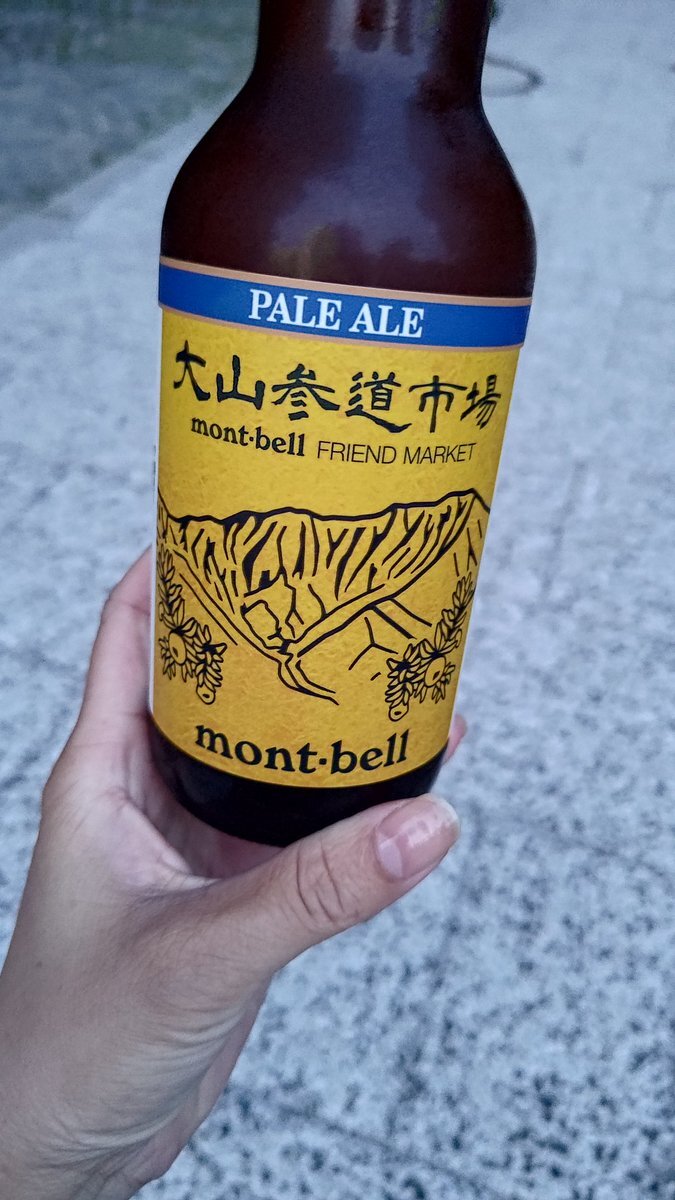 PALE ALE
大山参道市場
mont·bell FRIEND MARKET
mont·bell